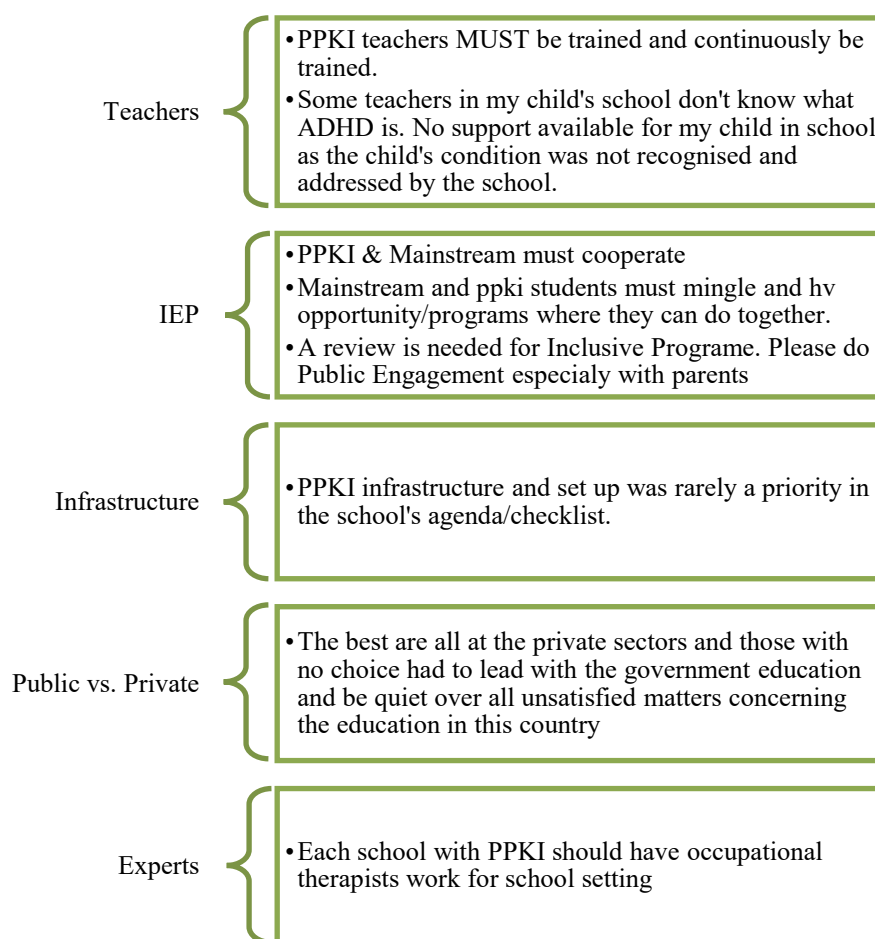 Teachers
•PPKI teachers MUST be trained and continuously be
trained.
•Some teachers in my child's school don't know what
ADHD is. No support available for my child in school
as the child's condition was not recognised and
addressed by the school.
IEP
•PPKI & Mainstream must cooperate
•Mainstream and ppki students must mingle and hv
opportunity/programs where they can do together.
•A review is needed for Inclusive Programe. Please do
Public Engagement especialy with parents
Infrastructure
•PPKI infrastructure and set up was rarely a priority in
the school's agenda/checklist.
Public vs. Private
•The best are all at the private sectors and those with
no choice had to lead with the government education
and be quiet over all unsatisfied matters concerning
the education in this country
Experts
•Each school with PPKI should have occupational
therapists work for school setting